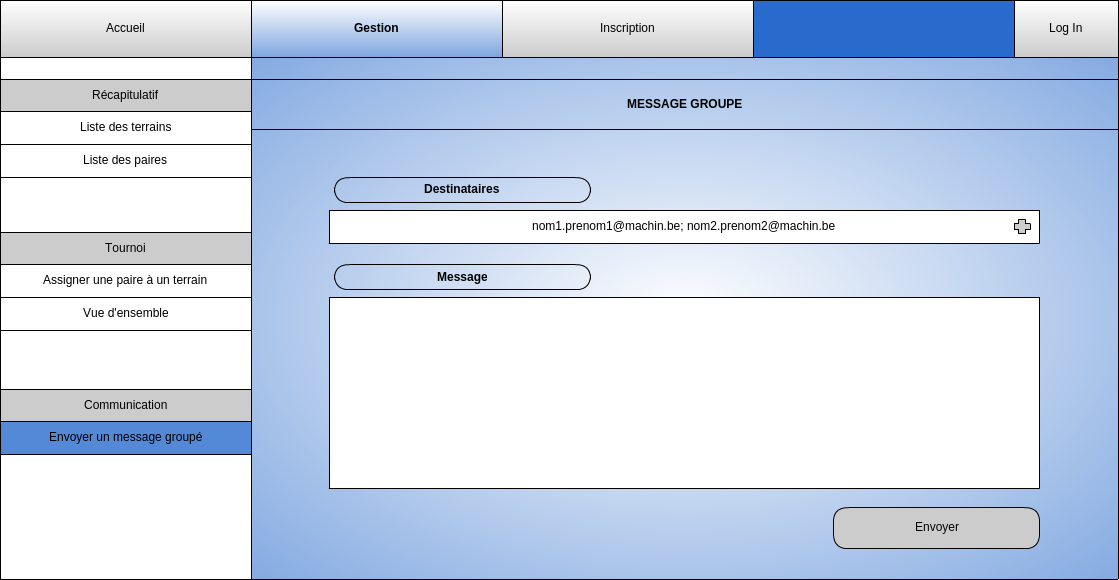 Accueil
Gestion
Inscription
Log In
Récapitulatif
Liste des terrains
Liste des paires
Tournoi
Assigner une paire à un terrain
Vue d'ensemble
Communication
Envoyer un message groupé
MESSAGE GROUPE
Destinataires
nom1.prenom1@machin.be; nom2.prenom2@machin.be
Message
Envoyer